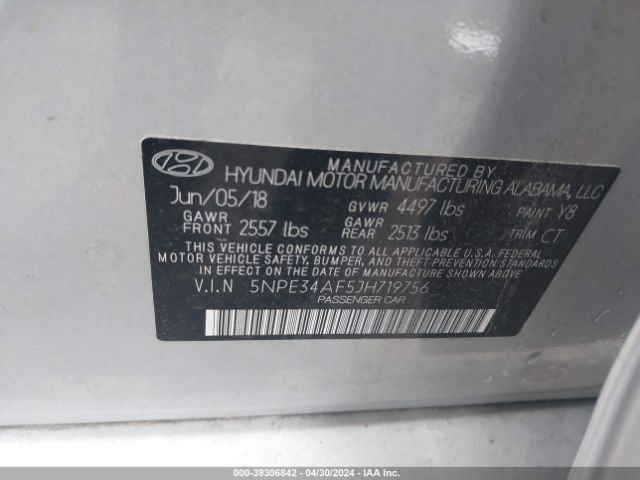 MANUFACTURED BY
HYUNDAI MOTOR MANUFACTURING ALABAMA, LLC
Jun/05/18 GVWR 4497 lbs PAINT Y8
GAWR FRONT 2557 lbs GAWR REAR 2513 lbs TRIM CT
THIS VEHICLE CONFORMS TO ALL APPLICABLE U.S.A. FEDERAL
MOTOR VEHICLE SAFETY, BUMPER, AND THEFT PREVENTION
STANDARDS IN EFFECT ON THE DATE OF MANUFACTURE SHOWN ABOVE.
V.I.N 5NPE34AF5JH719756
PASSENGER CAR
000-39306842 - 04/30/2024 -